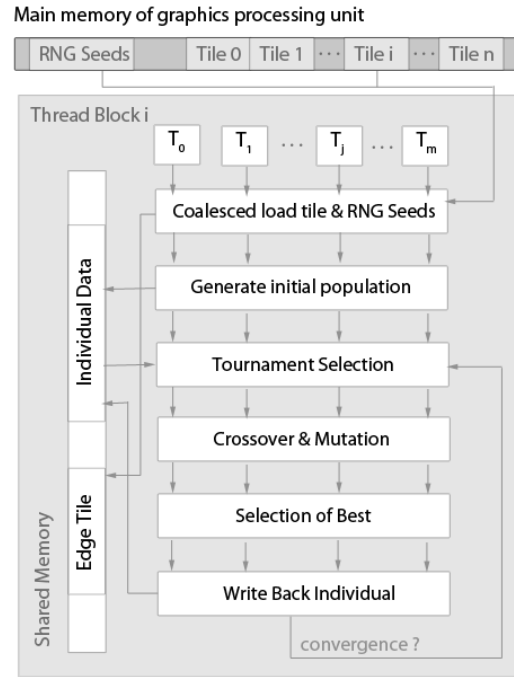 Main memory of graphics processing unit
RNG Seeds Tile 0 Tile 1 ... Tile i ... Tile n
Thread Block i
T0 T1 ... Tj ... Tm
Coalesced load tile & RNG Seeds
Generate initial population
Individual Data
Tournament Selection
Crossover & Mutation
Selection of Best
Edge Tile
Shared Memory
Write Back Individual
convergence ?